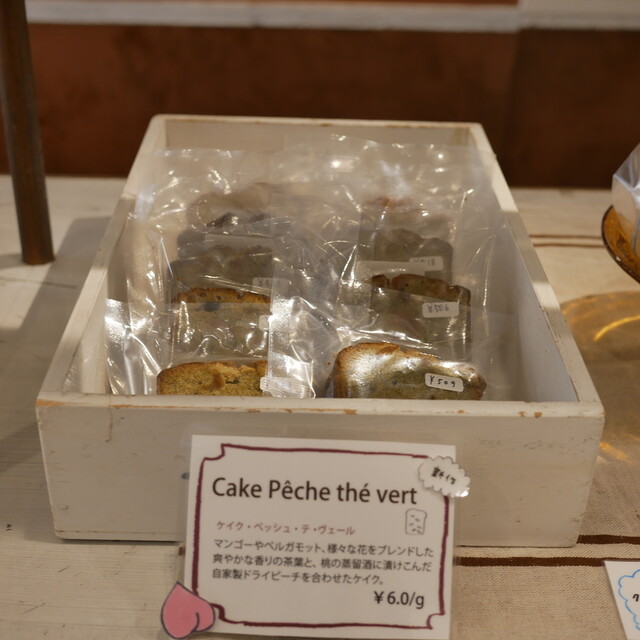 ¥506
¥509
Cake Pêche thé vert
ケイク・ペッシュ・テ・ヴェール
マンゴーやベルガモット、様々な花をブレンドした
爽やかな香りの茶葉と、桃の蒸留酒に漬けこんだ
自家製ドライピーチを合わせたケイク。
¥6.0/g